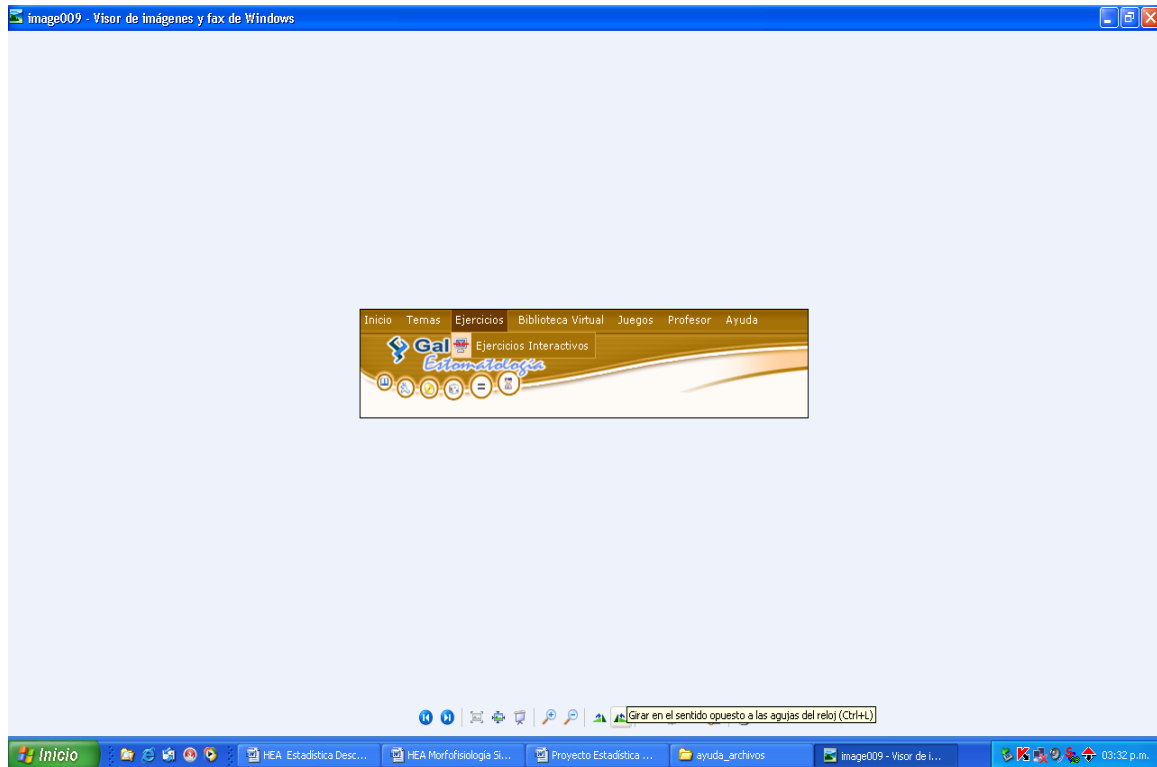 image009 - Visor de imágenes y fax de Windows
Inicio Temas Ejercicios Biblioteca Virtual Juegos Profesor Ayuda
Gal Ejercicios Interactivos
Estomatología
Girar en el sentido opuesto a las agujas del reloj (Ctrl+L)
Inicio HEA Estadística Desc... HEA Morfofisiología Si... Proyecto Estadística ... ayuda_archivos image009 - Visor de i... 03:32 p.m.